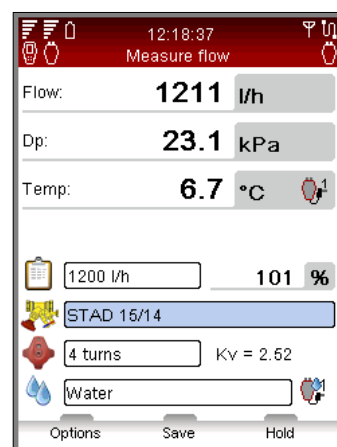 12:18:37
Measure flow
Flow: 1211 l/h
Dp: 23.1 kPa
Temp: 6.7 °C 1
1200 l/h 101 %
STAD 15/14
4 turns Kv = 2.52
Water
Options Save Hold